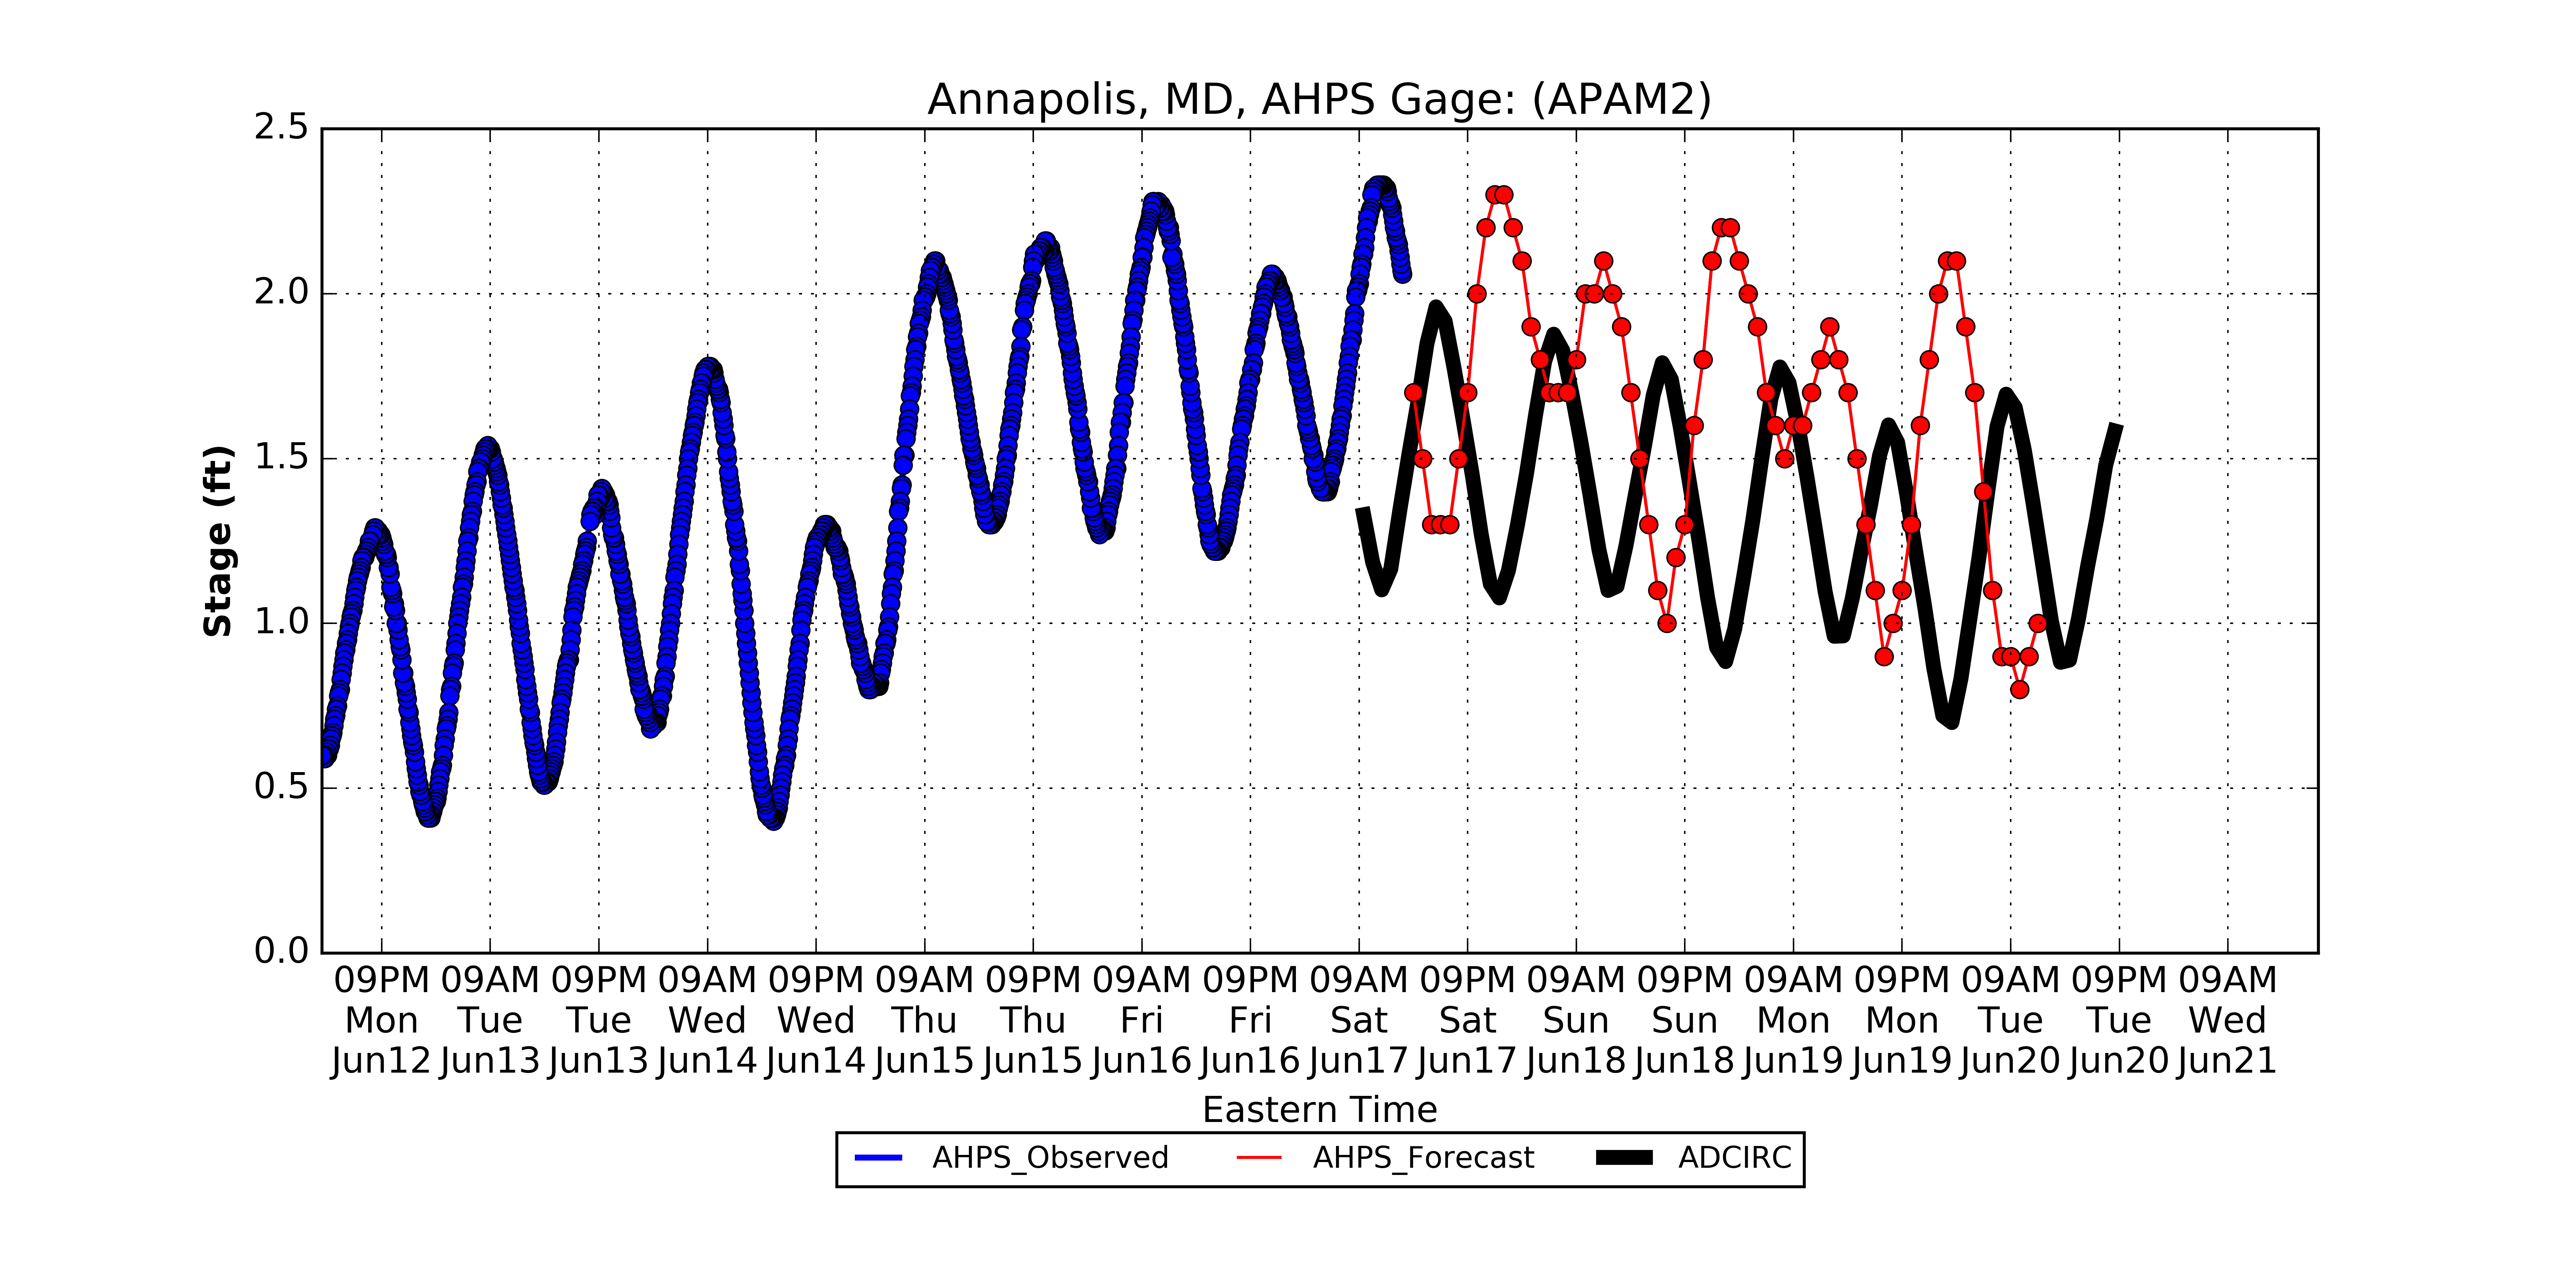 Annapolis, MD, AHPS Gage: (APAM2)
2.5
2.0
1.5
1.0
0.5
0.0
Stage (ft)
09PM 09AM 09PM 09AM 09PM 09AM 09PM 09AM 09PM 09AM 09PM 09AM 09PM 09AM 09PM 09AM 09PM 09AM
Mon Tue Tue Wed Wed Thu Thu Fri Fri Sat Sat Sun Sun Mon Mon Tue Tue Wed
Jun12 Jun13 Jun13 Jun14 Jun14 Jun15 Jun15 Jun16 Jun16 Jun17 Jun17 Jun18 Jun18 Jun19 Jun19 Jun20 Jun20 Jun21
Eastern Time
AHPS_Observed AHPS_Forecast ADCIRC